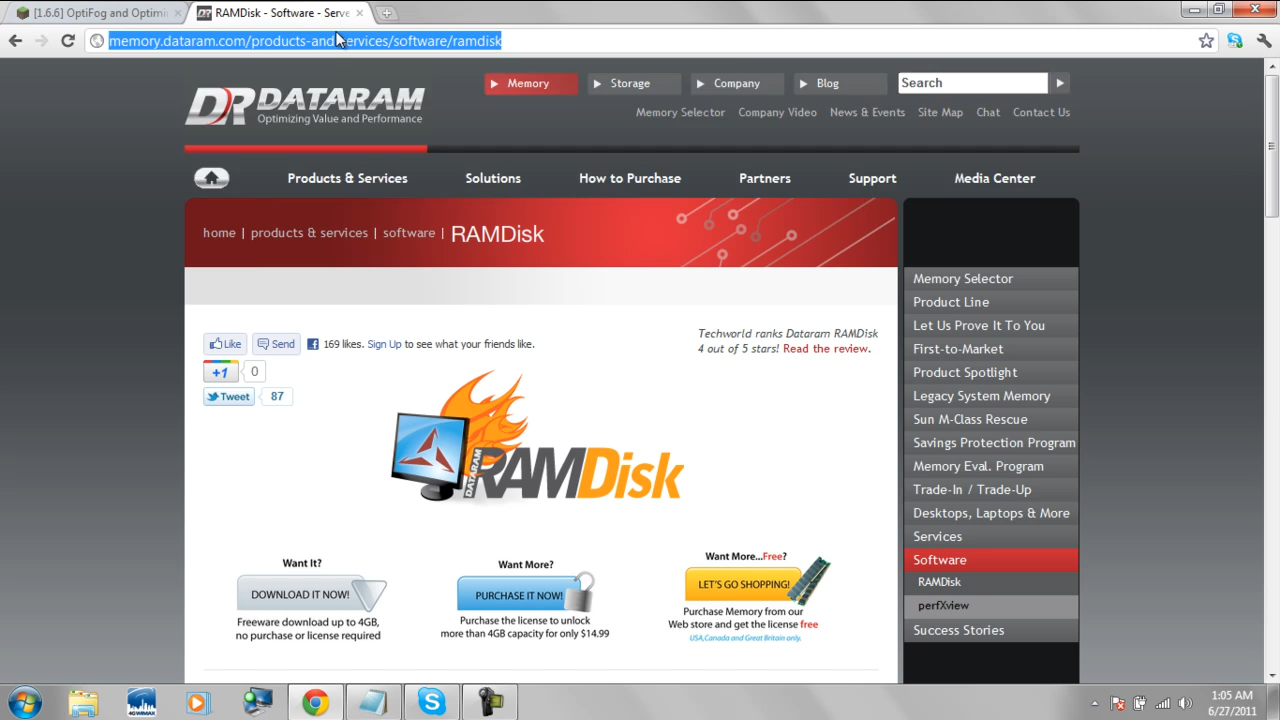 [1.6.6] OptiFog and Optimi
RAMDisk - Software - Serve
memory.dataram.com/products-and-services/software/ramdisk
Memory
Storage
Company
Blog
Search
DR DATARAM
Optimizing Value and Performance
Memory Selector
Company Video
News & Events
Site Map
Chat
Contact Us
Products & Services
Solutions
How to Purchase
Partners
Support
Media Center
home | products & services | software | RAMDisk
Like
Send
169 likes. Sign Up to see what your friends like.
+1
0
Tweet
87
Techworld ranks Dataram RAMDisk
4 out of 5 stars! Read the review.
DATARAM
RAMDisk
Want It?
DOWNLOAD IT NOW!
Freeware download up to 4GB,
no purchase or license required
Want More?
PURCHASE IT NOW!
Purchase the license to unlock
more than 4GB capacity for only $14.99
Want More...Free?
LET'S GO SHOPPING!
Purchase Memory from our
Web store and get the license free
USA,Canada and Great Britain only.
Memory Selector
Product Line
Let Us Prove It To You
First-to-Market
Product Spotlight
Legacy System Memory
Sun M-Class Rescue
Savings Protection Program
Memory Eval. Program
Trade-In / Trade-Up
Desktops, Laptops & More
Services
Software
RAMDisk
perfXview
Success Stories
4GWIMAX
1:05 AM
6/27/2011